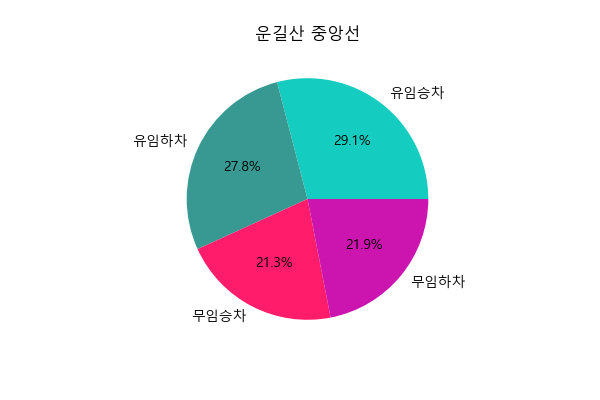 운길산 중앙선
유임승차
29.1%
유임하차
27.8%
무임승차
21.3%
무임하차
21.9%